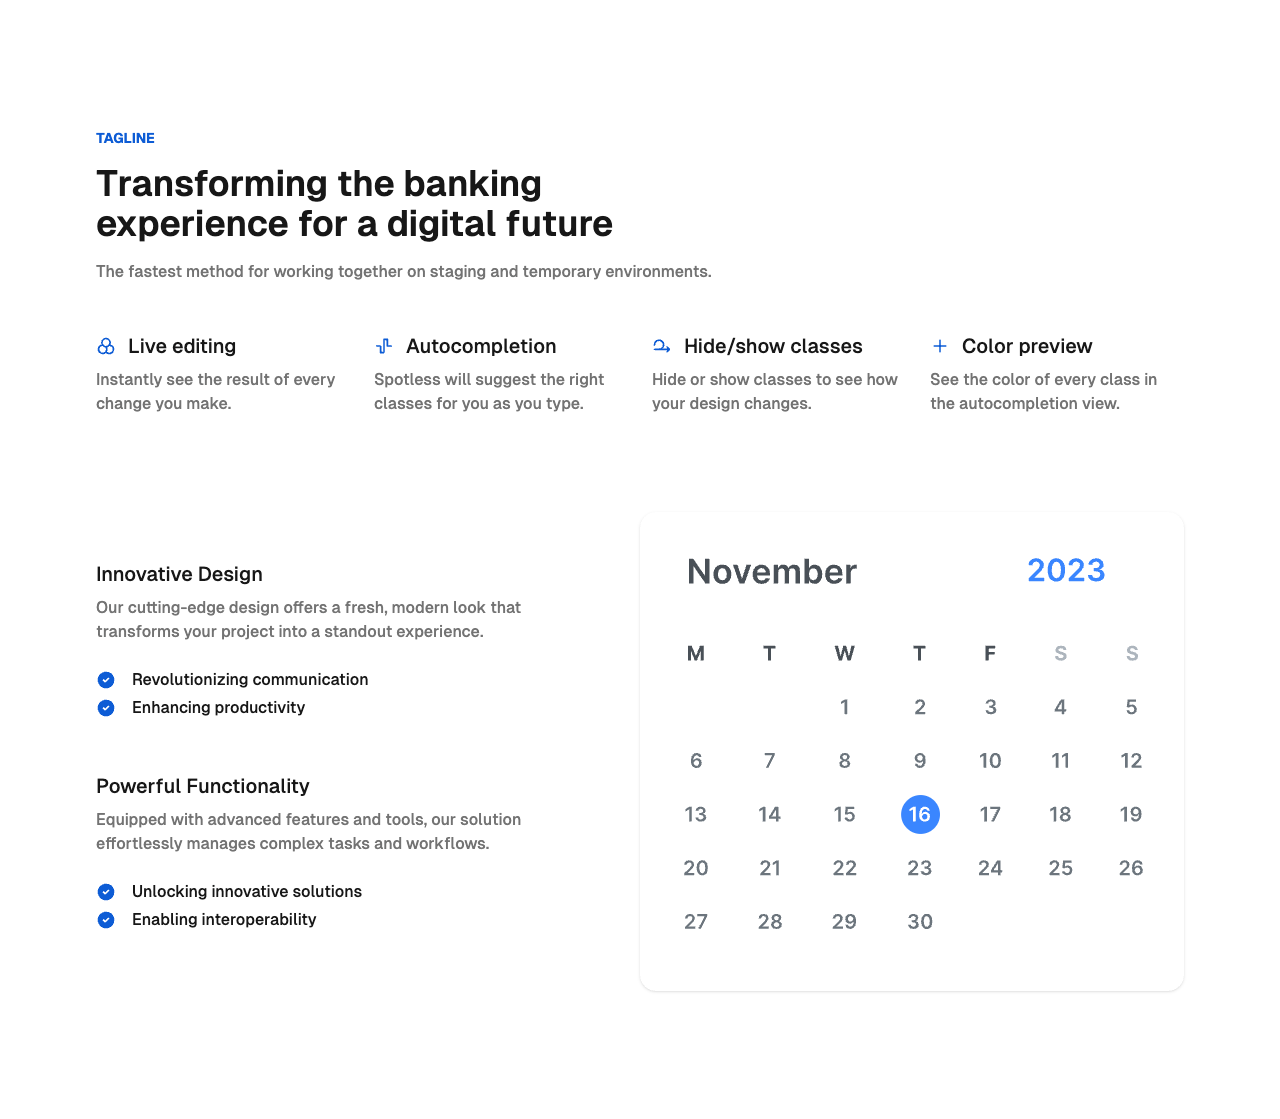 TAGLINE
Transforming the banking
experience for a digital future
The fastest method for working together on staging and temporary environments.
Live editing
Instantly see the result of every
change you make.
Autocompletion
Spotless will suggest the right
classes for you as you type.
Hide/show classes
Hide or show classes to see how
your design changes.
Color preview
See the color of every class in
the autocompletion view.
Innovative Design
Our cutting-edge design offers a fresh, modern look that
transforms your project into a standout experience.
Revolutionizing communication
Enhancing productivity
Powerful Functionality
Equipped with advanced features and tools, our solution
effortlessly manages complex tasks and workflows.
Unlocking innovative solutions
Enabling interoperability
November 2023
M T W T F S S
1 2 3 4 5
6 7 8 9 10 11 12
13 14 15 16 17 18 19
20 21 22 23 24 25 26
27 28 29 30